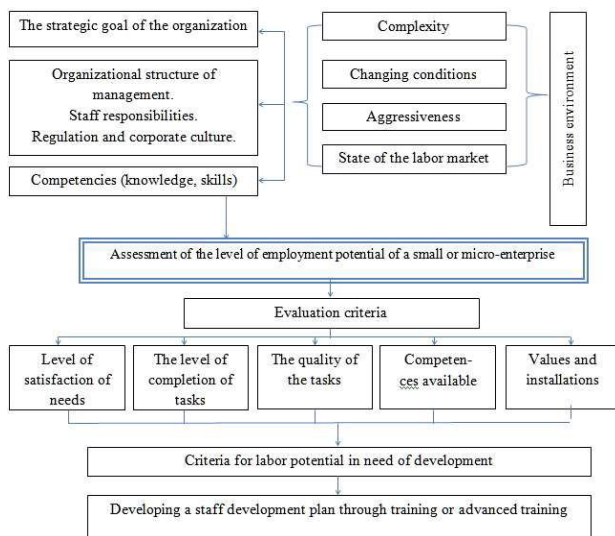 The strategic goal of the organization
Organizational structure of
management.
Staff responsibilities.
Regulation and corporate culture.
Competencies (knowledge, skills)
Complexity
Changing conditions
Aggressiveness
State of the labor market
Business environment
Assessment of the level of employment potential of a small or micro-enterprise
Evaluation criteria
Level of
satisfaction of
needs
The level of
completion of
tasks
The quality of
the tasks
Competen-
ces available
Values and
installations
Criteria for labor potential in need of development
Developing a staff development plan through training or advanced training